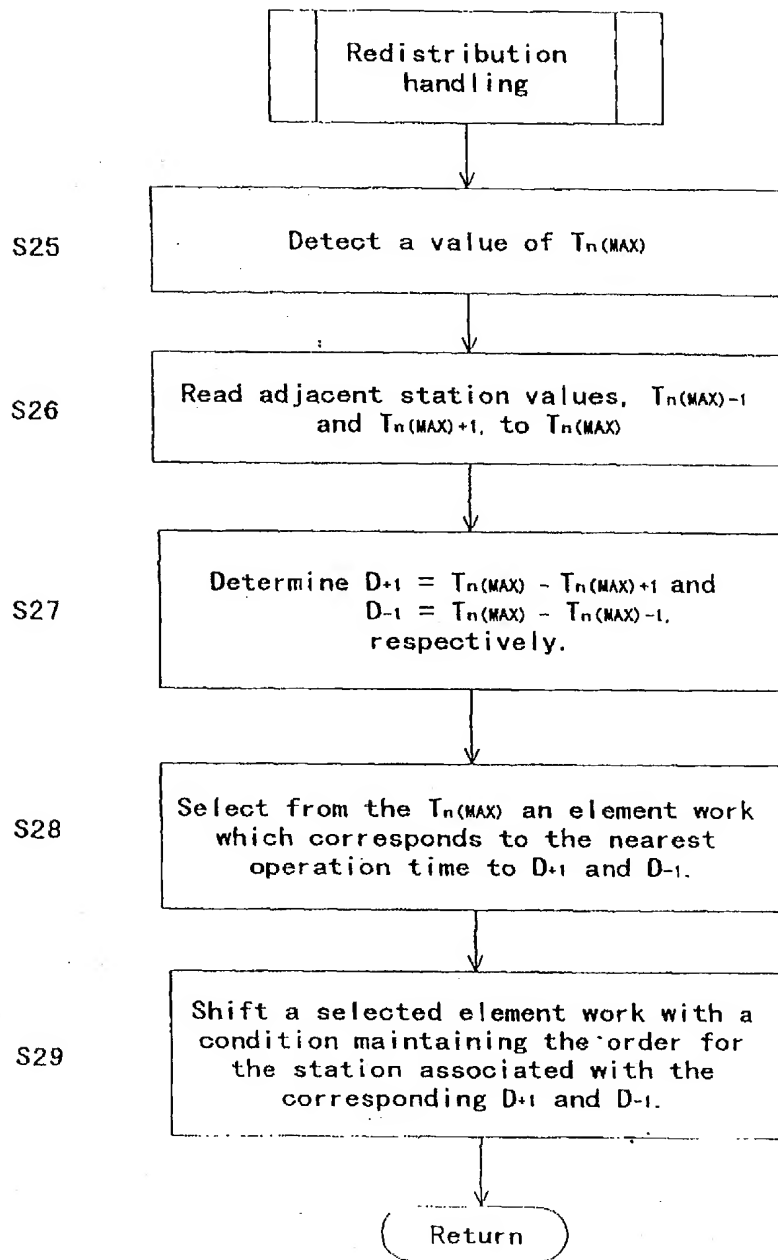 Redistribution
handling
S25
Detect a value of Tn(MAX)
S26
Read adjacent station values, Tn(MAX)-1
and Tn(MAX)+1, to Tn(MAX)
S27
Determine D+1 = Tn(MAX) - Tn(MAX)+1 and
D-1 = Tn(MAX) - Tn(MAX)-1,
respectively.
S28
Select from the Tn(MAX) an element work
which corresponds to the nearest
operation time to D+1 and D-1.
S29
Shift a selected element work with a
condition maintaining the order for
the station associated with the
corresponding D+1 and D-1.
Return